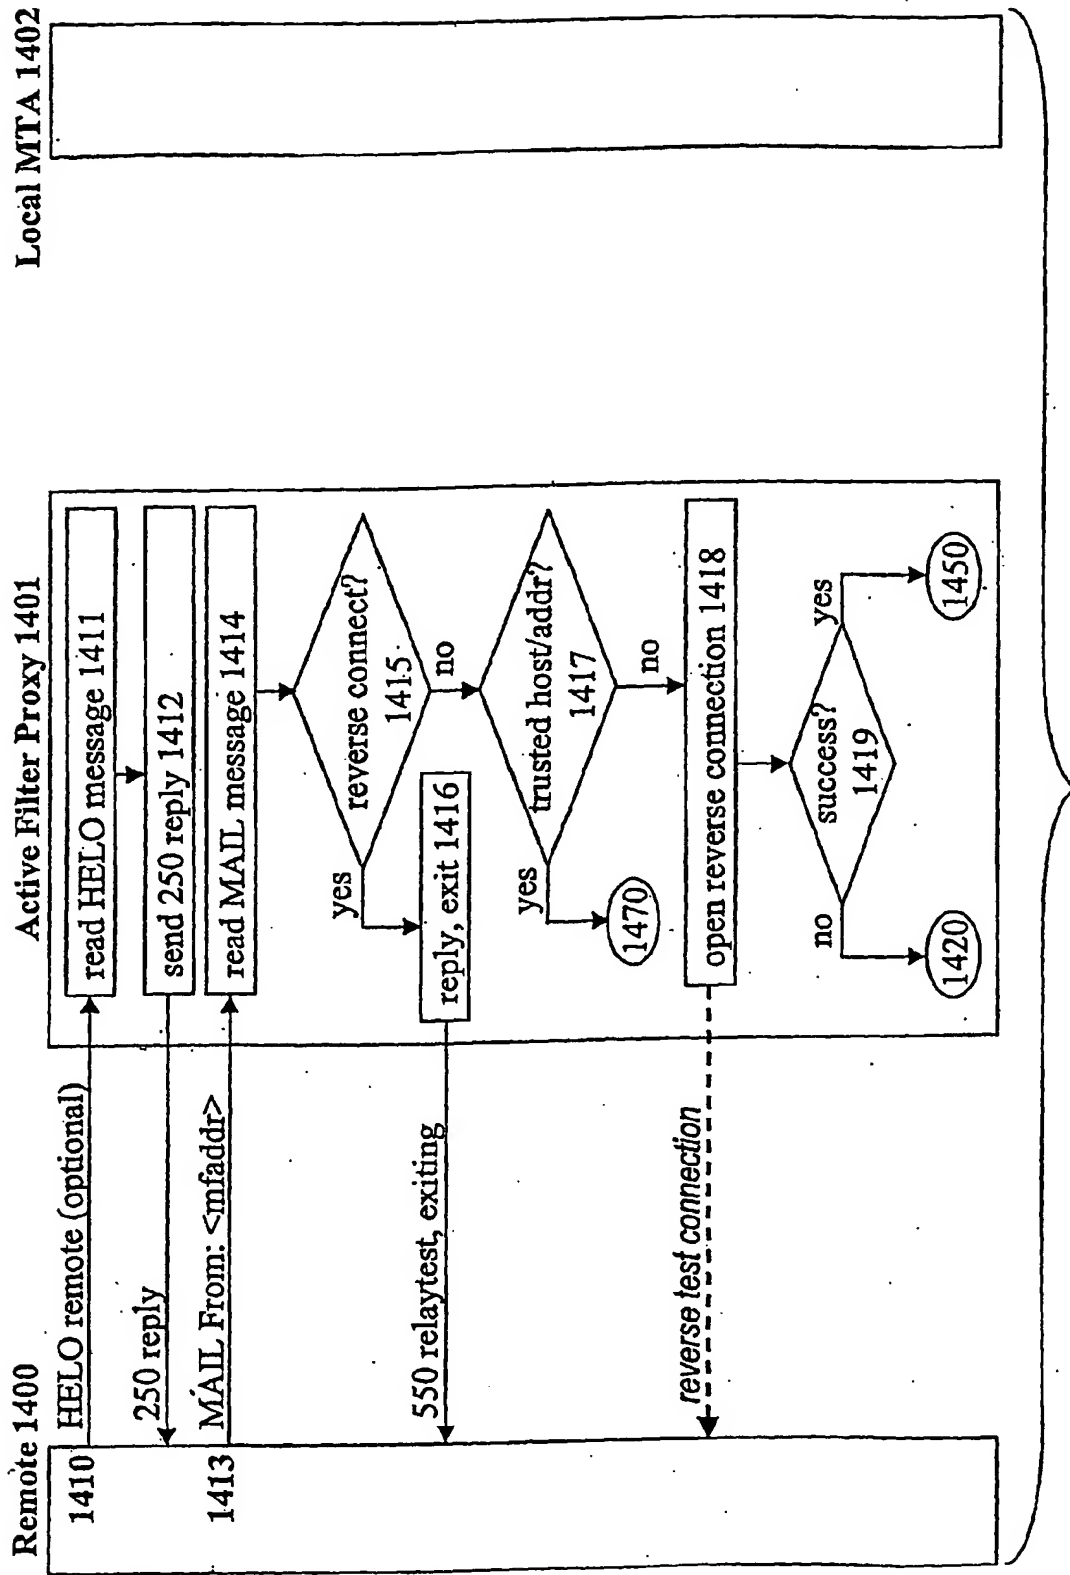 Remote 1400
Active Filter Proxy 1401
Local MTA 1402
1410
HELO remote (optional)
read HELO message 1411
250 reply
send 250 reply 1412
1413
MAIL From: <mfaddr>
read MAIL message 1414
reverse connect?
1415
yes
no
550 relaytest, exiting
reply, exit 1416
trusted host/addr?
1417
yes
no
1470
reverse test connection
open reverse connection 1418
success?
1419
no
yes
1420
1450